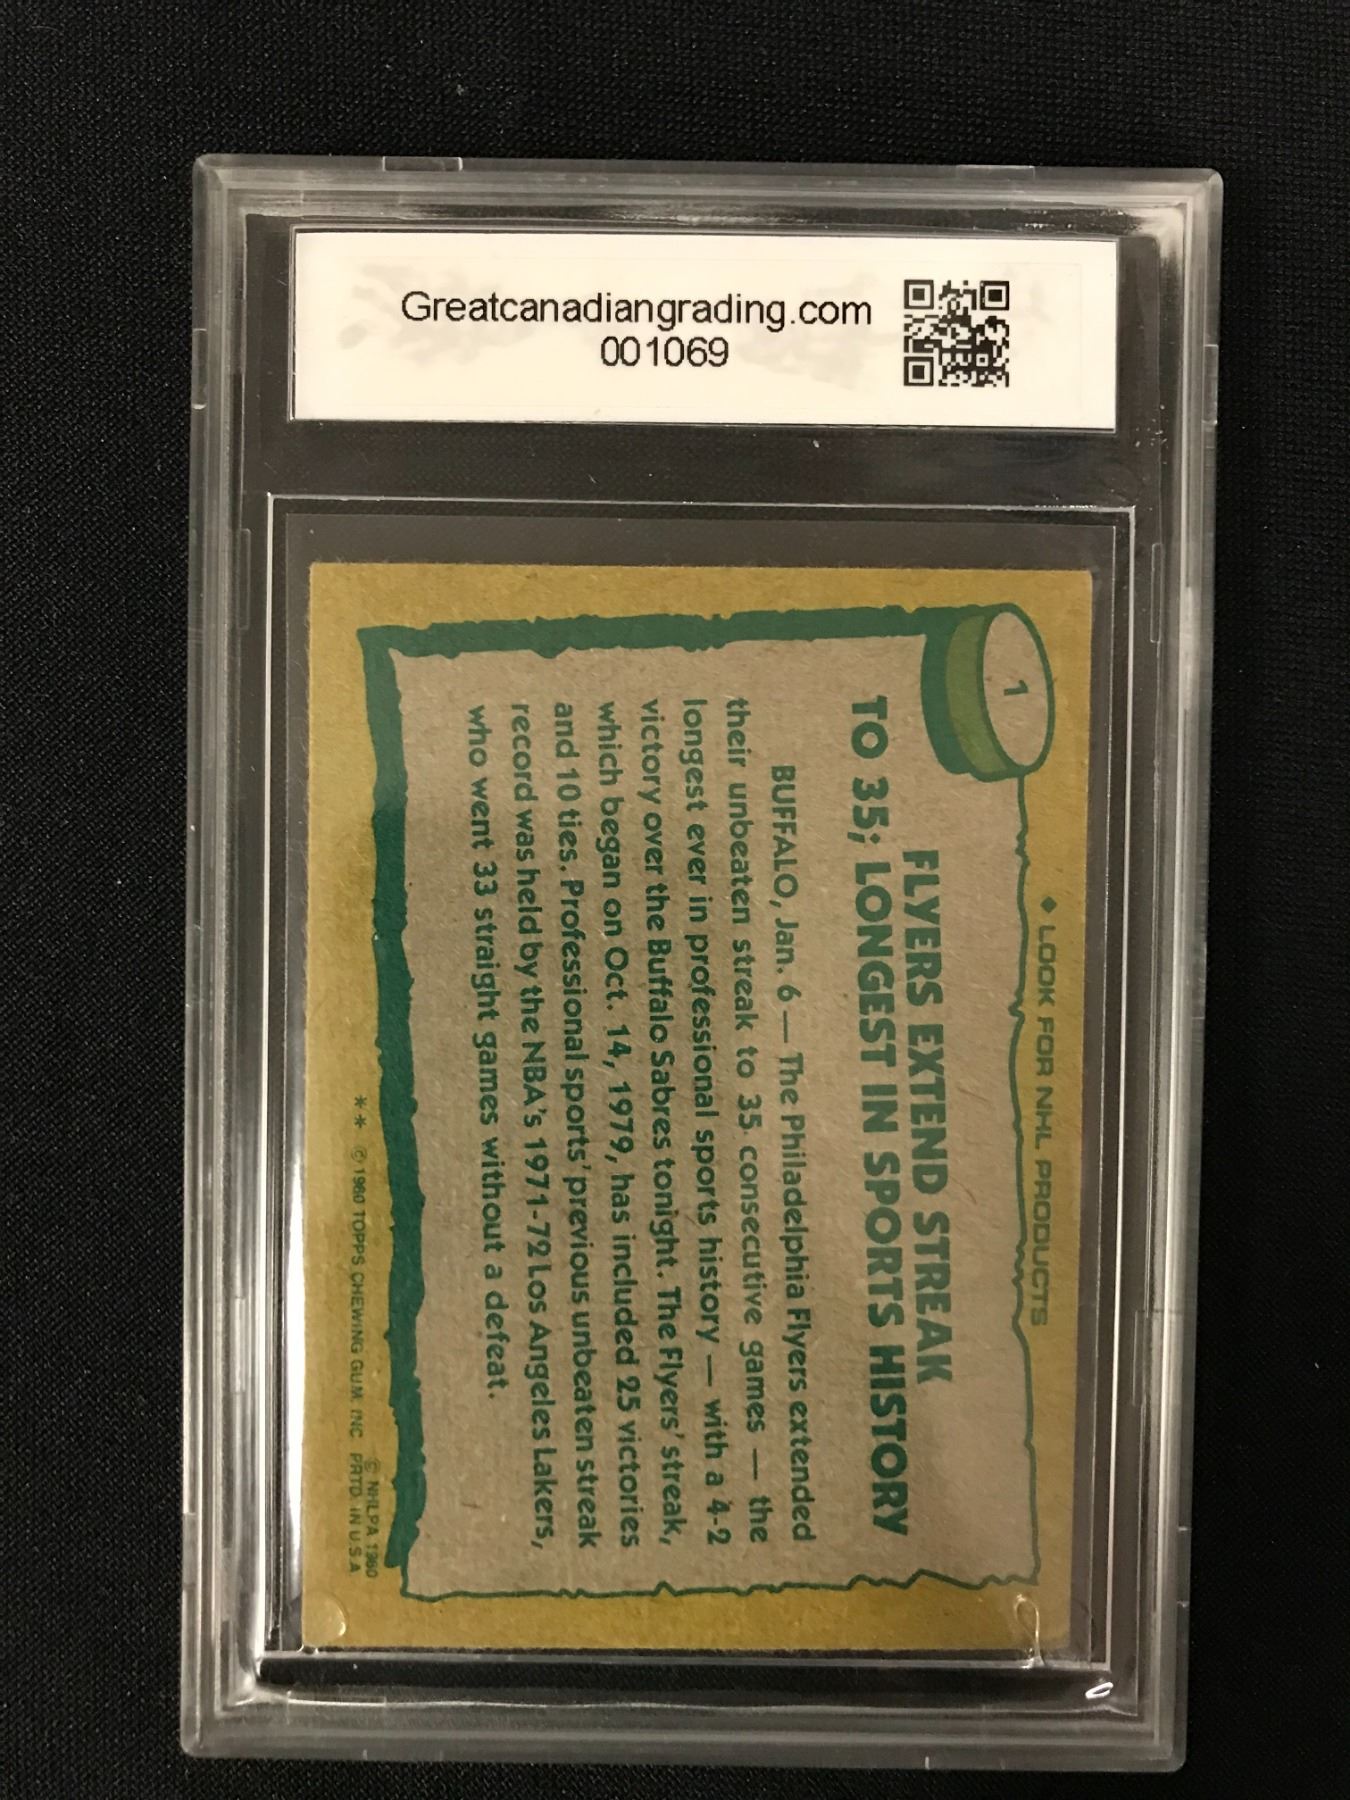 Greatcanadiangrading.com
001069
1
◆ LOOK FOR NHL PRODUCTS
FLYERS EXTEND STREAK
TO 35; LONGEST IN SPORTS HISTORY
BUFFALO, Jan. 6 — The Philadelphia Flyers extended
their unbeaten streak to 35 consecutive games — the
longest ever in professional sports history — with a 4-2
victory over the Buffalo Sabres tonight. The Flyers' streak,
which began on Oct. 14, 1979, has included 25 victories
and 10 ties. Professional sports' previous unbeaten streak
record was held by the NBA's 1971-72 Los Angeles Lakers,
who went 33 straight games without a defeat.
© NHLPA 1980
** © 1980 TOPPS CHEWING GUM, INC. PRTD. IN U.S.A.